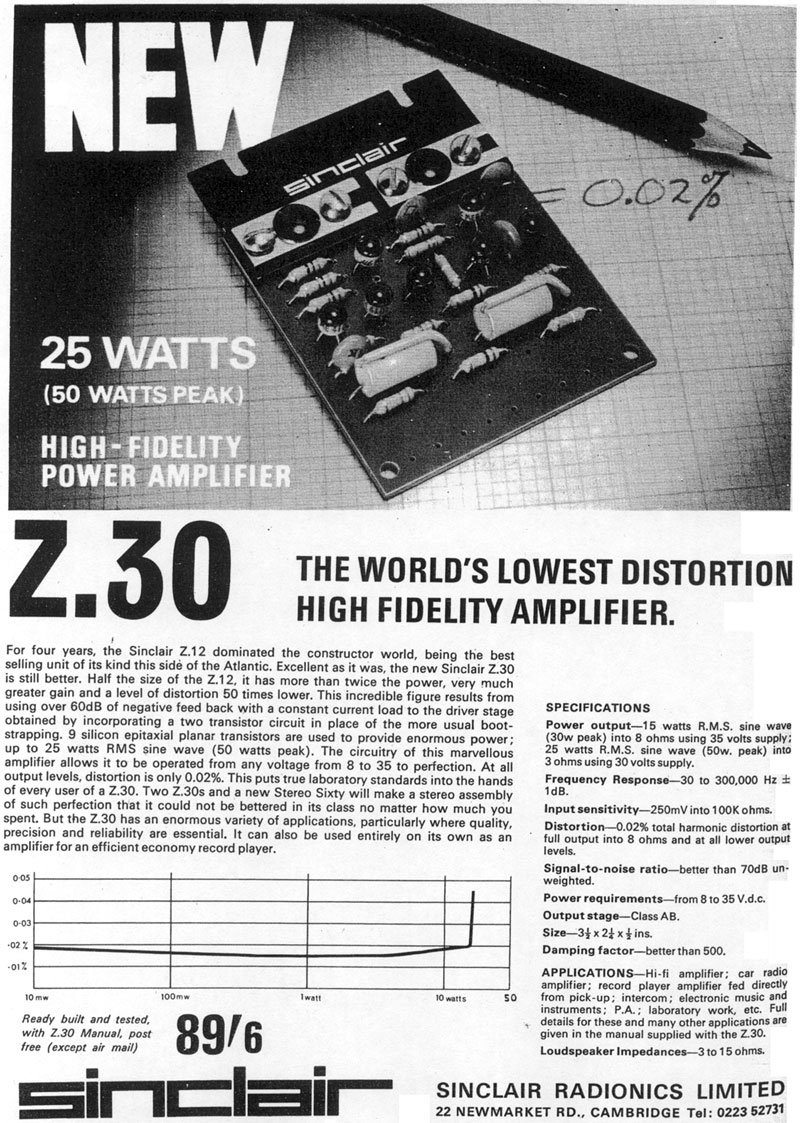 NEW
sinclair
= 0.02%
25 WATTS
(50 WATTS PEAK)
HIGH-FIDELITY
POWER AMPLIFIER
Z.30
THE WORLD'S LOWEST DISTORTION
HIGH FIDELITY AMPLIFIER.
For four years, the Sinclair Z.12 dominated the constructor world, being the best
selling unit of its kind this side of the Atlantic. Excellent as it was, the new Sinclair Z.30
is still better. Half the size of the Z.12, it has more than twice the power, very much
greater gain and a level of distortion 50 times lower. This incredible figure results from
using over 60dB of negative feed back with a constant current load to the driver stage
obtained by incorporating a two transistor circuit in place of the more usual boot-
strapping. 9 silicon epitaxial planar transistors are used to provide enormous power;
up to 25 watts RMS sine wave (50 watts peak). The circuitry of this marvellous
amplifier allows it to be operated from any voltage from 8 to 35 to perfection. At all
output levels, distortion is only 0.02%. This puts true laboratory standards into the hands
of every user of a Z.30. Two Z.30s and a new Stereo Sixty will make a stereo assembly
of such perfection that it could not be bettered in its class no matter how much you
spent. But the Z.30 has an enormous variety of applications, particularly where quality,
precision and reliability are essential. It can also be used entirely on its own as an
amplifier for an efficient economy record player.
SPECIFICATIONS
Power output—15 watts R.M.S. sine wave
(30w peak) into 8 ohms using 35 volts supply;
25 watts R.M.S. sine wave (50w. peak) into
3 ohms using 30 volts supply.
Frequency Response—30 to 300,000 Hz ±
1dB.
Input sensitivity—250mV into 100K ohms.
Distortion—0.02% total harmonic distortion at
full output into 8 ohms and at all lower output
levels.
Signal-to-noise ratio—better than 70dB un-
weighted.
Power requirements—from 8 to 35 V.d.c.
Output stage—Class AB.
Size—3½ x 2¼ x ½ ins.
Damping factor—better than 500.
APPLICATIONS—Hi-fi amplifier; car radio
amplifier; record player amplifier fed directly
from pick-up; intercom; electronic music and
instruments; P.A.; laboratory work, etc. Full
details for these and many other applications are
given in the manual supplied with the Z.30.
Loudspeaker Impedances—3 to 15 ohms.
0·05
0·04
0·03
·02%
·01%
10mw 100mw 1watt 10watts 50
Ready built and tested,
with Z.30 Manual, post
free (except air mail)
89/6
sinclair
SINCLAIR RADIONICS LIMITED
22 NEWMARKET RD., CAMBRIDGE Tel: 0223 52731